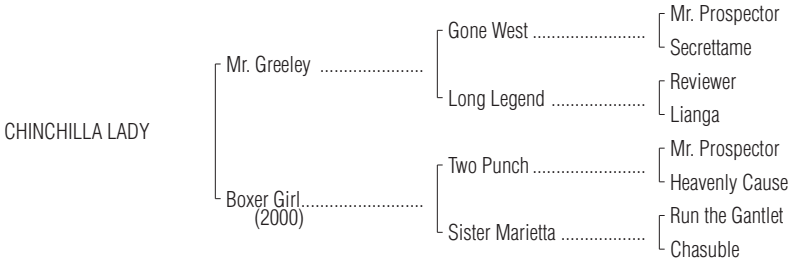 Mr. Prospector
Gone West ........................
Secrettame
Mr. Greeley ......................
Reviewer
Long Legend ....................
Lianga
CHINCHILLA LADY
Mr. Prospector
Two Punch ........................
Heavenly Cause
Boxer Girl..........................
(2000)
Run the Gantlet
Sister Marietta ..................
Chasuble